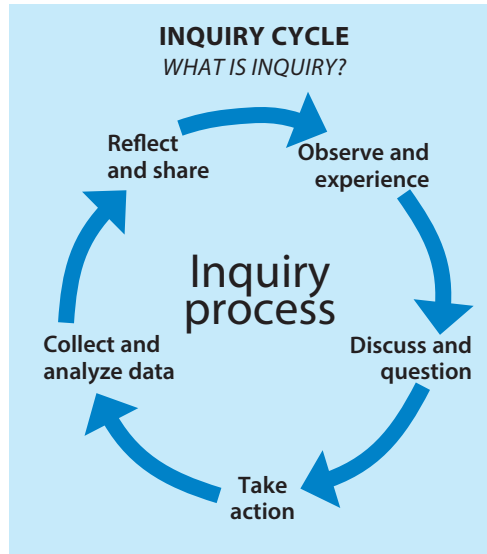 INQUIRY CYCLE
WHAT IS INQUIRY?
Reflect
and share
Observe and
experience
Inquiry
process
Collect and
analyze data
Discuss and
question
Take
action